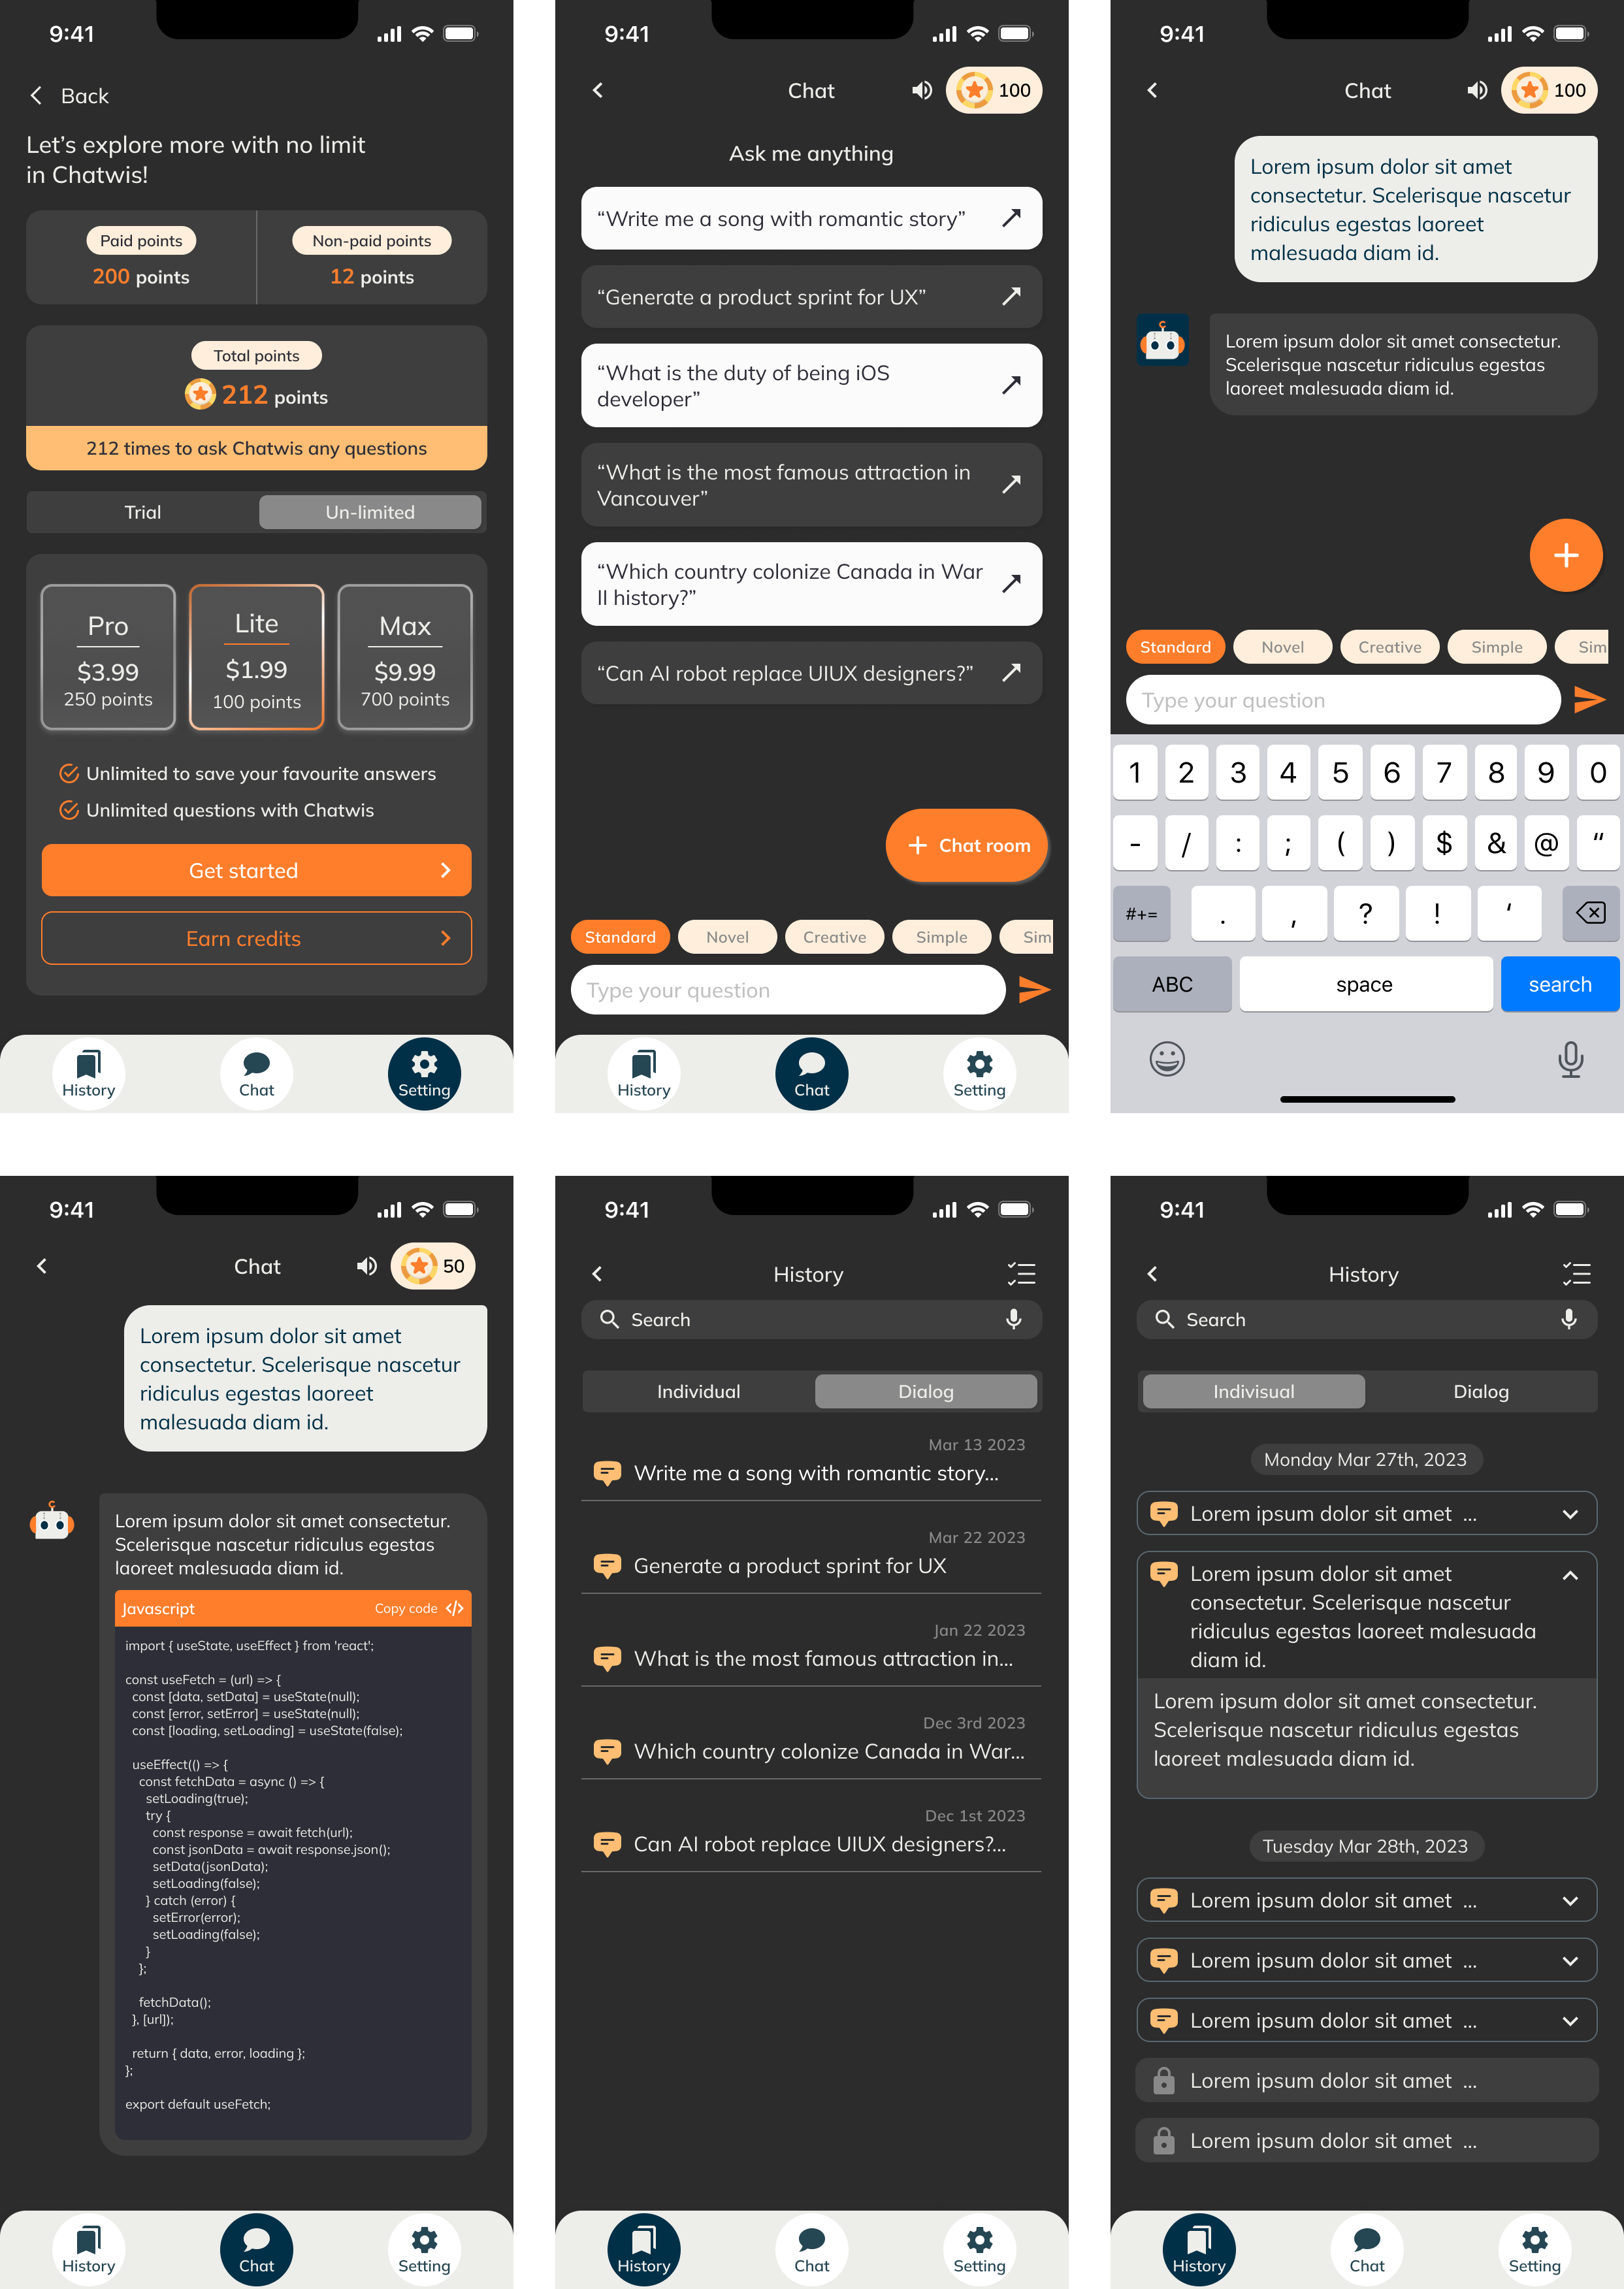 9:41
Back
Let’s explore more with no limit
in Chatwis!
Paid points
200 points
Non-paid points
12 points
Total points
212 points
212 times to ask Chatwis any questions
Trial
Un-limited
Pro
$3.99
250 points
Lite
$1.99
100 points
Max
$9.99
700 points
Unlimited to save your favourite answers
Unlimited questions with Chatwis
Get started
Earn credits
History
Chat
Setting
9:41
Chat
100
Ask me anything
“Write me a song with romantic story”
“Generate a product sprint for UX”
“What is the duty of being iOS
developer”
“What is the most famous attraction in
Vancouver”
“Which country colonize Canada in War
II history?”
“Can AI robot replace UIUX designers?”
+ Chat room
Standard
Novel
Creative
Simple
Sim
Type your question
History
Chat
Setting
9:41
Chat
100
Lorem ipsum dolor sit amet
consectetur. Scelerisque nascetur
ridiculus egestas laoreet
malesuada diam id.
Lorem ipsum dolor sit amet consectetur.
Scelerisque nascetur ridiculus egestas
laoreet malesuada diam id.
+
Standard
Novel
Creative
Simple
Sim
Type your question
1 2 3 4 5 6 7 8 9 0
- / : ; ( ) $ & @ “
#+= . , ? ! ‘
ABC space search
9:41
Chat
50
Lorem ipsum dolor sit amet
consectetur. Scelerisque nascetur
ridiculus egestas laoreet
malesuada diam id.
Lorem ipsum dolor sit amet consectetur.
Scelerisque nascetur ridiculus egestas
laoreet malesuada diam id.
Javascript
Copy code </>
import { useState, useEffect } from 'react';
const useFetch = (url) => {
const [data, setData] = useState(null);
const [error, setError] = useState(null);
const [loading, setLoading] = useState(false);
useEffect(() => {
const fetchData = async () => {
setLoading(true);
try {
const response = await fetch(url);
const jsonData = await response.json();
setData(jsonData);
setLoading(false);
} catch (error) {
setError(error);
setLoading(false);
}
};
fetchData();
}, [url]);
return { data, error, loading };
};
export default useFetch;
History
Chat
Setting
9:41
History
Search
Individual
Dialog
Mar 13 2023
Write me a song with romantic story...
Mar 22 2023
Generate a product sprint for UX
Jan 22 2023
What is the most famous attraction in...
Dec 3rd 2023
Which country colonize Canada in War...
Dec 1st 2023
Can AI robot replace UIUX designers?...
History
Chat
Setting
9:41
History
Search
Indivisual
Dialog
Monday Mar 27th, 2023
Lorem ipsum dolor sit amet ...
Lorem ipsum dolor sit amet
consectetur. Scelerisque nascetur
ridiculus egestas laoreet malesuada
diam id.
Lorem ipsum dolor sit amet consectetur.
Scelerisque nascetur ridiculus egestas
laoreet malesuada diam id.
Tuesday Mar 28th, 2023
Lorem ipsum dolor sit amet ...
Lorem ipsum dolor sit amet ...
Lorem ipsum dolor sit amet ...
Lorem ipsum dolor sit amet ...
Lorem ipsum dolor sit amet ...
History
Chat
Setting